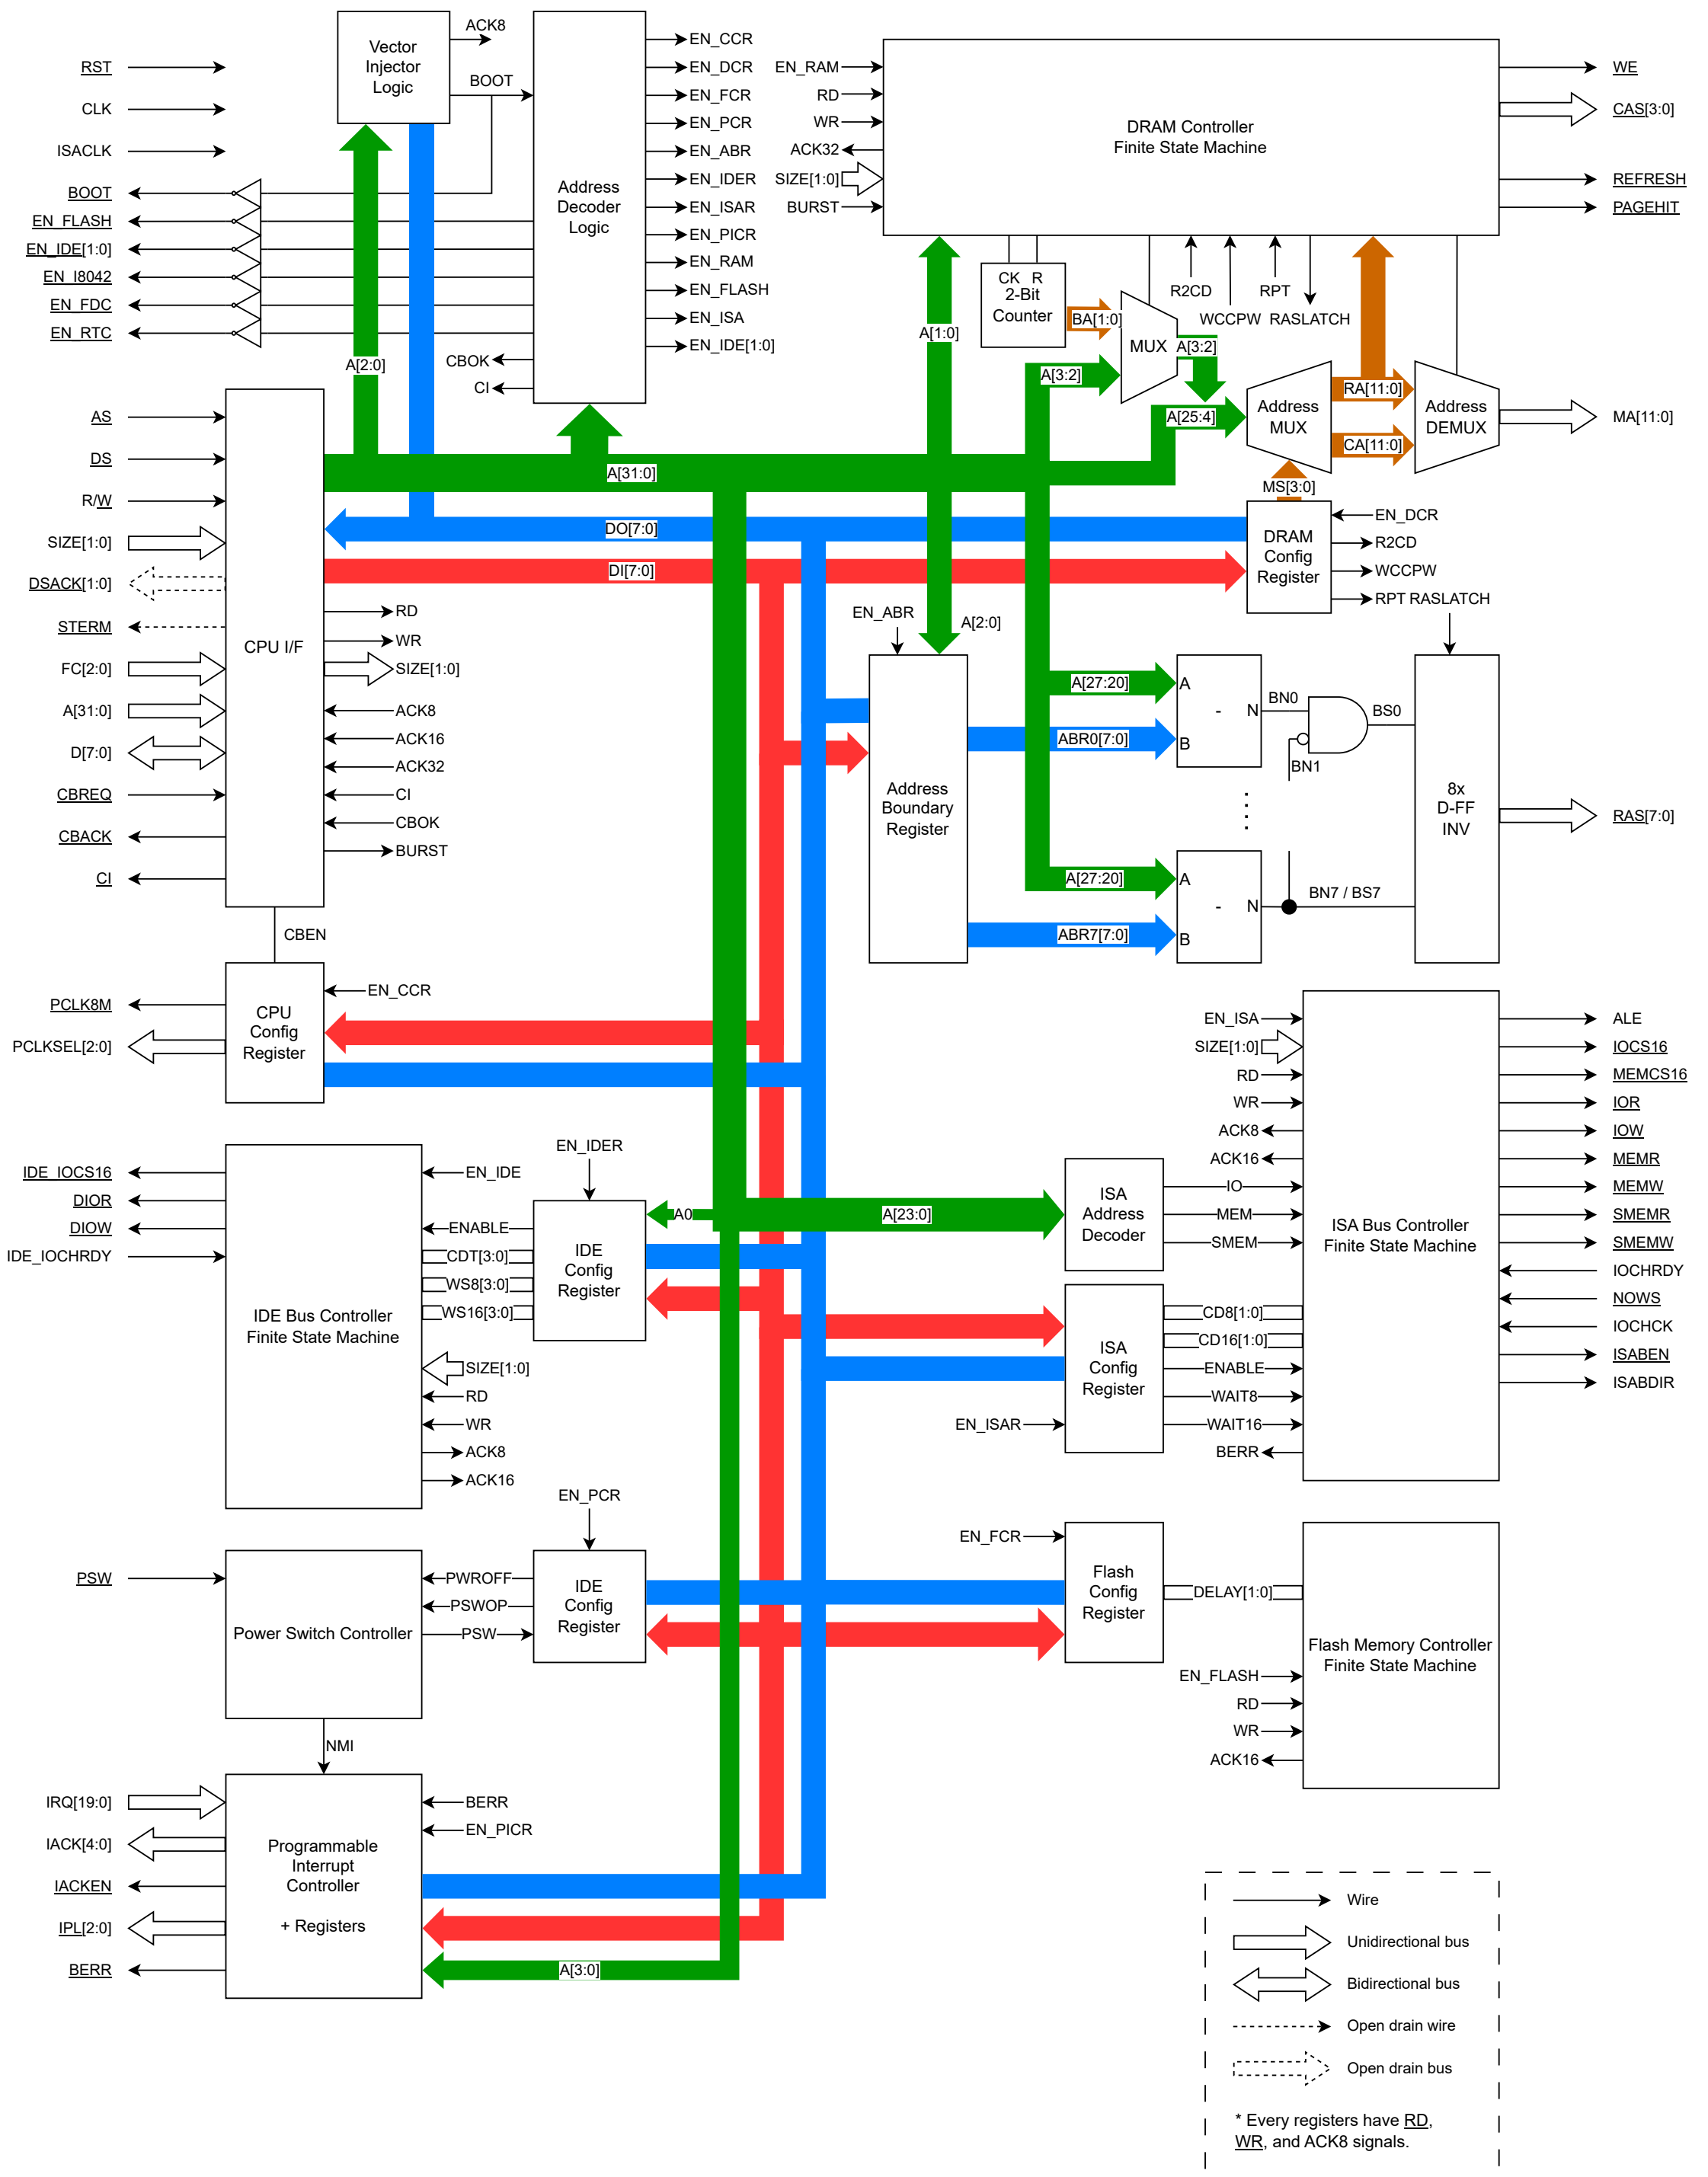 RST
CLK
ISACLK
BOOT
EN_FLASH
EN_IDE[1:0]
EN_I8042
EN_FDC
EN_RTC
Vector
Injector
Logic
ACK8
BOOT
A[2:0]
Address
Decoder
Logic
EN_CCR
EN_DCR
EN_FCR
EN_PCR
EN_ABR
EN_IDER
EN_ISAR
EN_PICR
EN_RAM
EN_FLASH
EN_ISA
EN_IDE[1:0]
CBOK
CI
EN_RAM
RD
WR
ACK32
SIZE[1:0]
BURST
DRAM Controller
Finite State Machine
WE
CAS[3:0]
REFRESH
PAGEHIT
A[1:0]
CK R
2-Bit
Counter
BA[1:0]
MUX
R2CD
WCCPW
RPT
RASLATCH
A[3:2]
A[3:2]
A[25:4]
Address
MUX
RA[11:0]
CA[11:0]
Address
DEMUX
MA[11:0]
MS[3:0]
DRAM
Config
Register
EN_DCR
R2CD
WCCPW
RPT
RASLATCH
AS
DS
R/W
SIZE[1:0]
DSACK[1:0]
STERM
FC[2:0]
A[31:0]
D[7:0]
CBREQ
CBACK
CI
CPU I/F
A[31:0]
DO[7:0]
DI[7:0]
RD
WR
SIZE[1:0]
ACK8
ACK16
ACK32
CI
CBOK
BURST
CBEN
EN_ABR
A[2:0]
Address
Boundary
Register
A[27:20]
ABR0[7:0]
A
B
-
N
BN0
BN1
BS0
A[27:20]
ABR7[7:0]
A
B
-
N
BN7 / BS7
8x
D-FF
INV
RAS[7:0]
PCLK8M
PCLKSEL[2:0]
CPU
Config
Register
EN_CCR
IDE_IOCS16
DIOR
DIOW
IDE_IOCHRDY
IDE Bus Controller
Finite State Machine
EN_IDE
ENABLE
CDT[3:0]
WS8[3:0]
WS16[3:0]
SIZE[1:0]
RD
WR
ACK8
ACK16
EN_IDER
IDE
Config
Register
A0
A[23:0]
ISA
Address
Decoder
IO
MEM
SMEM
EN_ISA
SIZE[1:0]
RD
WR
ACK8
ACK16
ISA Bus Controller
Finite State Machine
ALE
IOCS16
MEMCS16
IOR
IOW
MEMR
MEMW
SMEMR
SMEMW
IOCHRDY
NOWS
IOCHCK
ISABEN
ISABDIR
ISA
Config
Register
EN_ISAR
CD8[1:0]
CD16[1:0]
ENABLE
WAIT8
WAIT16
BERR
PSW
Power Switch Controller
PWROFF
PSWOP
PSW
EN_PCR
IDE
Config
Register
NMI
EN_FCR
Flash
Config
Register
DELAY[1:0]
Flash Memory Controller
Finite State Machine
EN_FLASH
RD
WR
ACK16
IRQ[19:0]
IACK[4:0]
IACKEN
IPL[2:0]
BERR
Programmable
Interrupt
Controller
+ Registers
BERR
EN_PICR
A[3:0]
Wire
Unidirectional bus
Bidirectional bus
Open drain wire
Open drain bus
* Every registers have RD,
WR, and ACK8 signals.